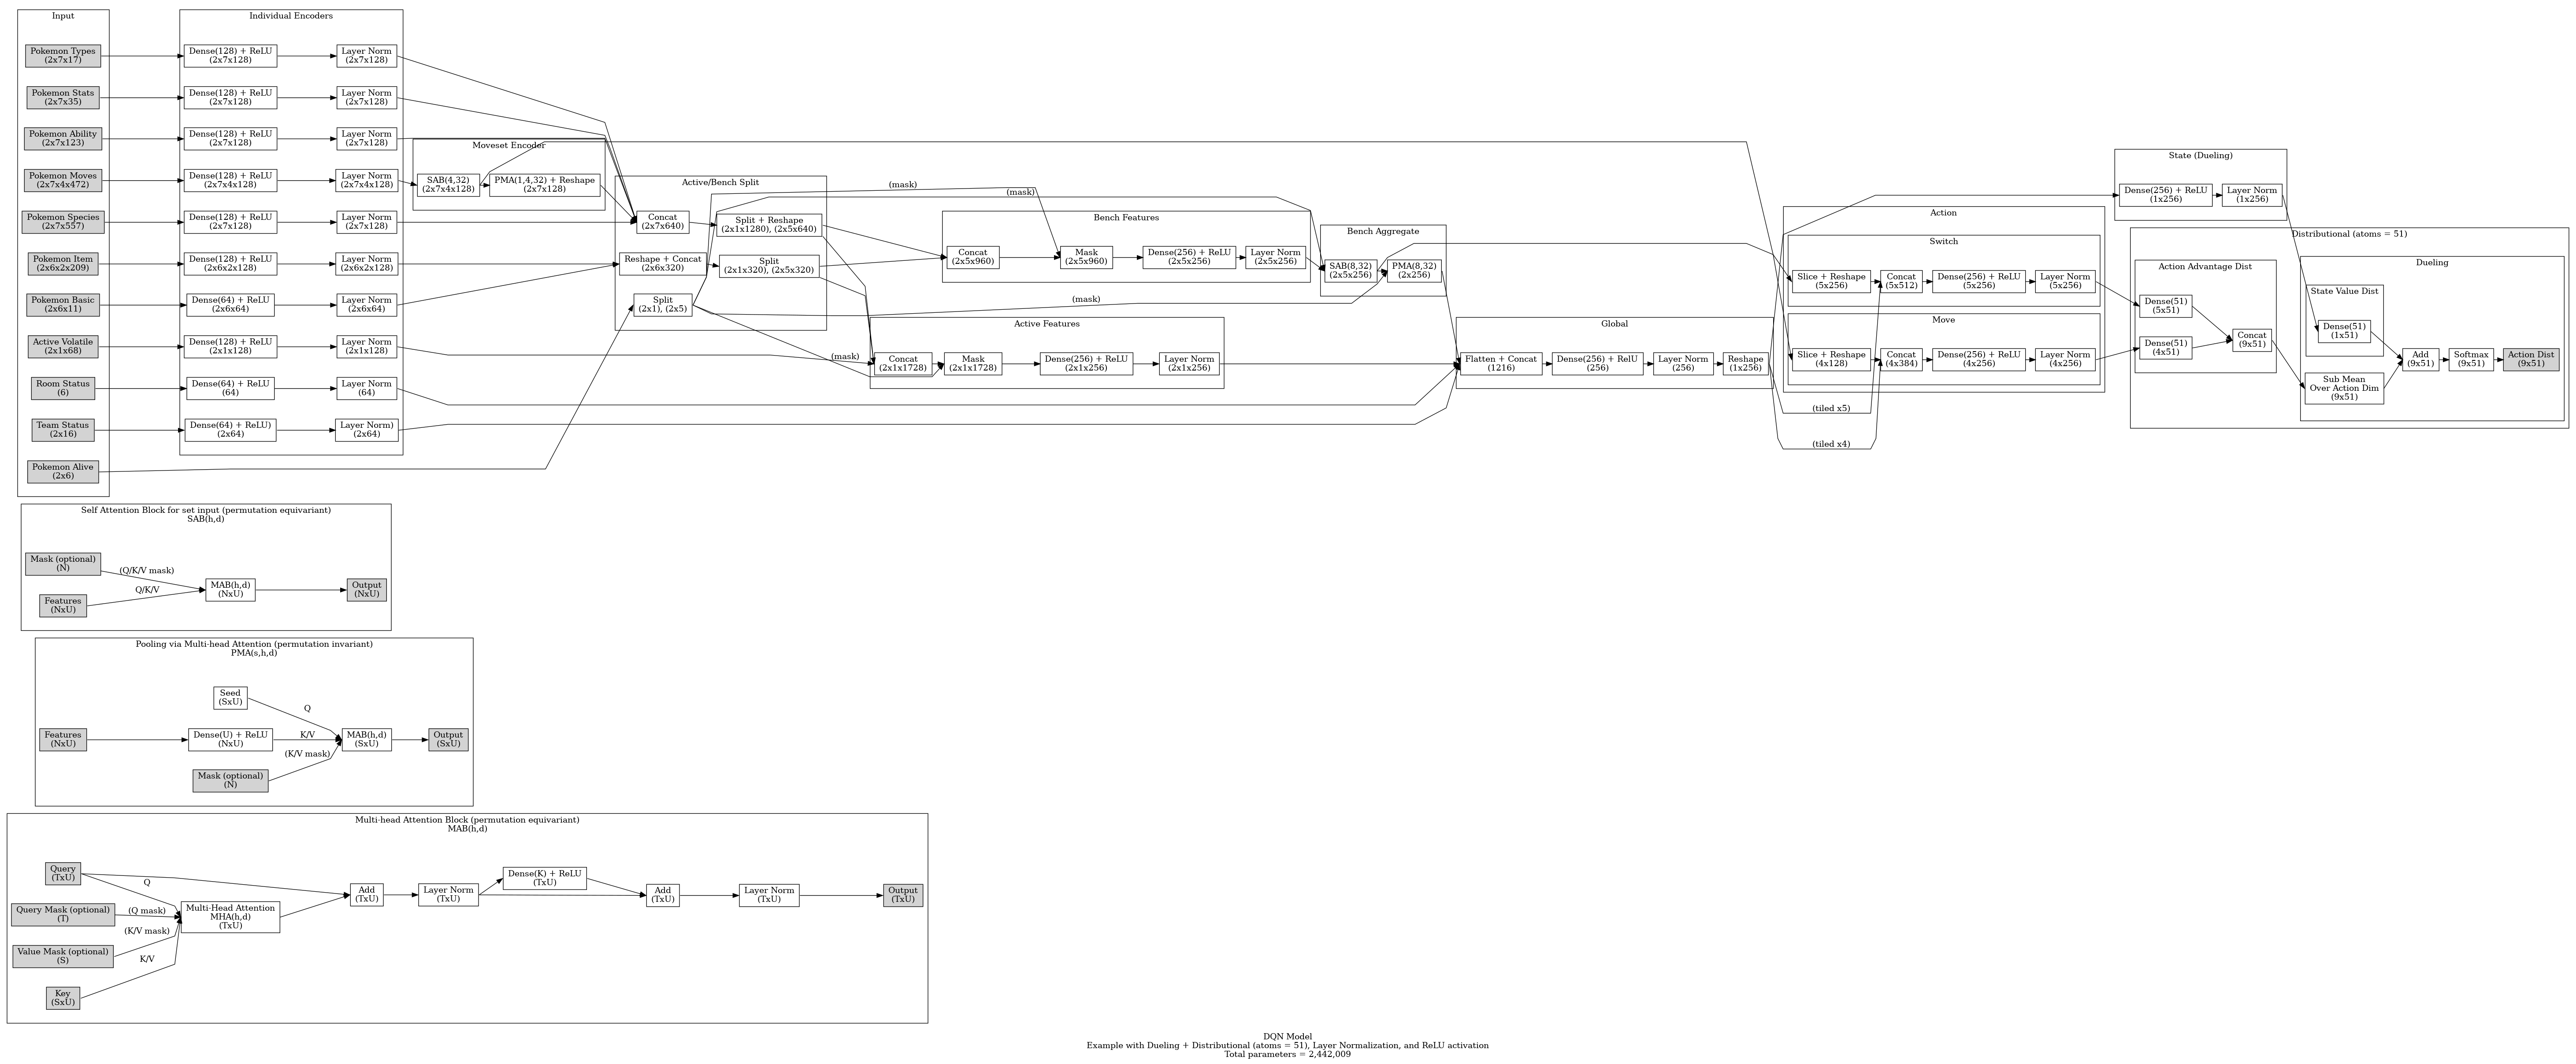 Input
Pokemon Types
(2x7x17)
Pokemon Stats
(2x7x35)
Pokemon Ability
(2x7x123)
Pokemon Moves
(2x7x4x472)
Pokemon Species
(2x7x557)
Pokemon Item
(2x6x2x209)
Pokemon Basic
(2x6x11)
Active Volatile
(2x1x68)
Room Status
(6)
Team Status
(2x16)
Pokemon Alive
(2x6)
Individual Encoders
Dense(128) + ReLU
(2x7x128)
Layer Norm
(2x7x128)
Dense(128) + ReLU
(2x7x128)
Layer Norm
(2x7x128)
Dense(128) + ReLU
(2x7x128)
Layer Norm
(2x7x128)
Dense(128) + ReLU
(2x7x4x128)
Layer Norm
(2x7x4x128)
Dense(128) + ReLU
(2x7x128)
Layer Norm
(2x7x128)
Dense(128) + ReLU
(2x6x2x128)
Layer Norm
(2x6x2x128)
Dense(64) + ReLU
(2x6x64)
Layer Norm
(2x6x64)
Dense(128) + ReLU
(2x1x128)
Layer Norm
(2x1x128)
Dense(64) + ReLU
(64)
Layer Norm
(64)
Dense(64) + ReLU)
(2x64)
Layer Norm)
(2x64)
Moveset Encoder
SAB(4,32)
(2x7x4x128)
PMA(1,4,32) + Reshape
(2x7x128)
Active/Bench Split
Concat
(2x7x640)
Split + Reshape
(2x1x1280), (2x5x640)
Reshape + Concat
(2x6x320)
Split
(2x1x320), (2x5x320)
Split
(2x1), (2x5)
(mask)
(mask)
(mask)
(mask)
Bench Features
Concat
(2x5x960)
Mask
(2x5x960)
Dense(256) + ReLU
(2x5x256)
Layer Norm
(2x5x256)
Active Features
Concat
(2x1x1728)
Mask
(2x1x1728)
Dense(256) + ReLU
(2x1x256)
Layer Norm
(2x1x256)
Bench Aggregate
SAB(8,32)
(2x5x256)
PMA(8,32)
(2x256)
Global
Flatten + Concat
(1216)
Dense(256) + RelU
(256)
Layer Norm
(256)
Reshape
(1x256)
(tiled x5)
(tiled x4)
Action
Switch
Slice + Reshape
(5x256)
Concat
(5x512)
Dense(256) + ReLU
(5x256)
Layer Norm
(5x256)
Move
Slice + Reshape
(4x128)
Concat
(4x384)
Dense(256) + ReLU
(4x256)
Layer Norm
(4x256)
State (Dueling)
Dense(256) + ReLU
(1x256)
Layer Norm
(1x256)
Distributional (atoms = 51)
Action Advantage Dist
Dense(51)
(5x51)
Dense(51)
(4x51)
Concat
(9x51)
Dueling
State Value Dist
Dense(51)
(1x51)
Sub Mean
Over Action Dim
(9x51)
Add
(9x51)
Softmax
(9x51)
Action Dist
(9x51)
Self Attention Block for set input (permutation equivariant)
SAB(h,d)
Mask (optional)
(N)
Features
(NxU)
(Q/K/V mask)
Q/K/V
MAB(h,d)
(NxU)
Output
(NxU)
Pooling via Multi-head Attention (permutation invariant)
PMA(s,h,d)
Seed
(SxU)
Features
(NxU)
Dense(U) + ReLU
(NxU)
Mask (optional)
(N)
Q
K/V
(K/V mask)
MAB(h,d)
(SxU)
Output
(SxU)
Multi-head Attention Block (permutation equivariant)
MAB(h,d)
Query
(TxU)
Query Mask (optional)
(T)
Value Mask (optional)
(S)
Key
(SxU)
Q
(Q mask)
(K/V mask)
K/V
Multi-Head Attention
MHA(h,d)
(TxU)
Add
(TxU)
Layer Norm
(TxU)
Dense(K) + ReLU
(TxU)
Add
(TxU)
Layer Norm
(TxU)
Output
(TxU)
DQN Model
Example with Dueling + Distributional (atoms = 51), Layer Normalization, and ReLU activation
Total parameters = 2,442,009